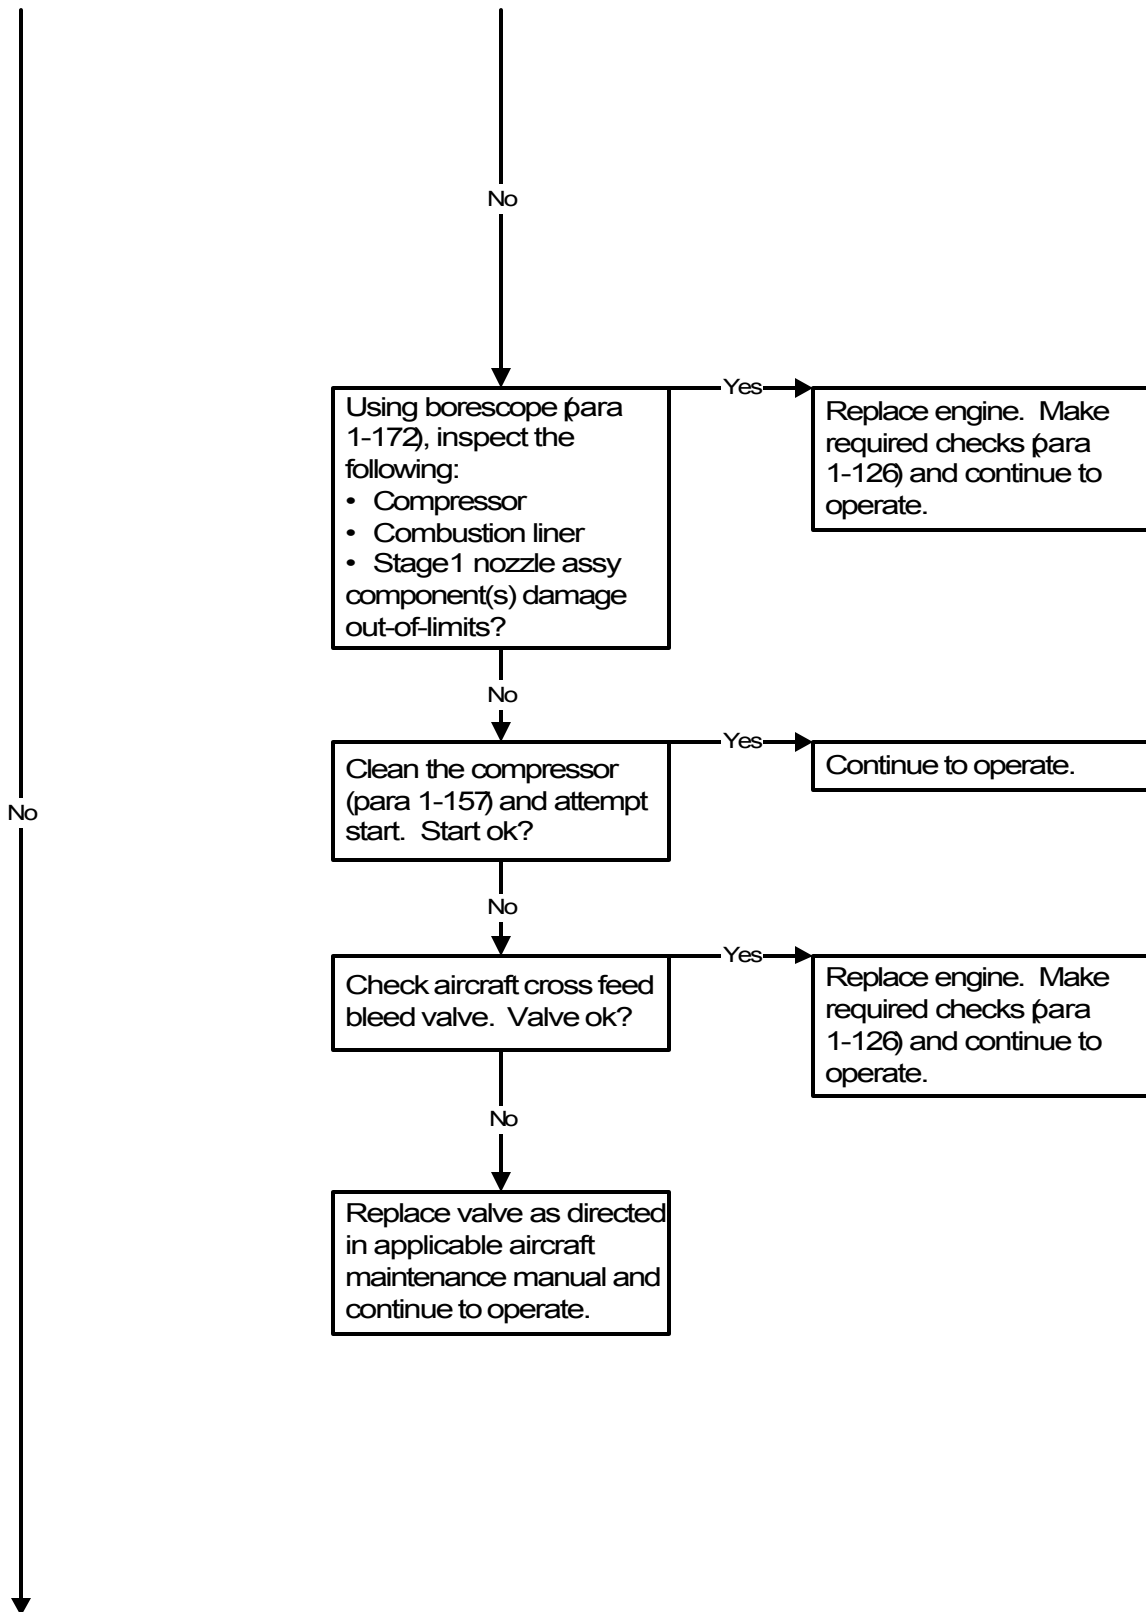 No
Using borescope (para
1-172), inspect the
following:
• Compressor
• Combustion liner
• Stage 1 nozzle assy
component(s) damage
out-of-limits?
Yes
Replace engine. Make
required checks (para
1-126) and continue to
operate.
No
Clean the compressor
(para 1-157) and attempt
start. Start ok?
Yes
Continue to operate.
No
No
Check aircraft cross feed
bleed valve. Valve ok?
Yes
Replace engine. Make
required checks (para
1-126) and continue to
operate.
No
Replace valve as directed
in applicable aircraft
maintenance manual and
continue to operate.